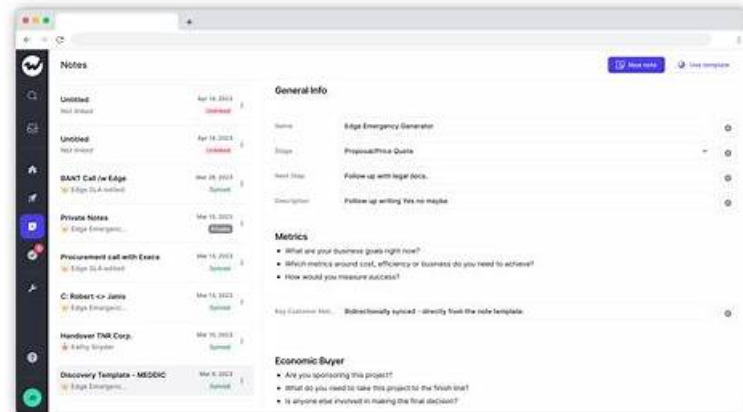 Notes
New note
Use template
Untitled
Apr 14, 2023
Not linked
Unlinked
Untitled
Apr 14, 2023
Not linked
Unlinked
BANT Call /w Edge
Mar 28, 2023
Edge SLA edited
Synced
Private Notes
Mar 15, 2023
Edge Emergenc...
Private
Procurement call with Execs
Mar 15, 2023
Edge SLA edited
Synced
C: Robert <> Janis
Mar 13, 2023
Edge Emergenc...
Synced
Handover TNR Corp.
Mar 10, 2023
Kathy Snyder
Synced
Discovery Template - MEDDIC
Mar 9, 2023
Edge Emergenc...
Synced
General Info
Name
Edge Emergency Generator
Stage
Proposal/Price Quote
Next Step
Follow up with legal docs.
Description
Follow up writing Yes no maybe
Metrics
• What are your business goals right now?
• Which metrics around cost, efficiency or business do you need to achieve?
• How would you measure success?
Key Customer Met...
Bidirectionally synced - directly from the note template
Economic Buyer
• Are you sponsoring this project?
• What do you need to take this project to the finish line?
• Is anyone else involved in making the final decision?